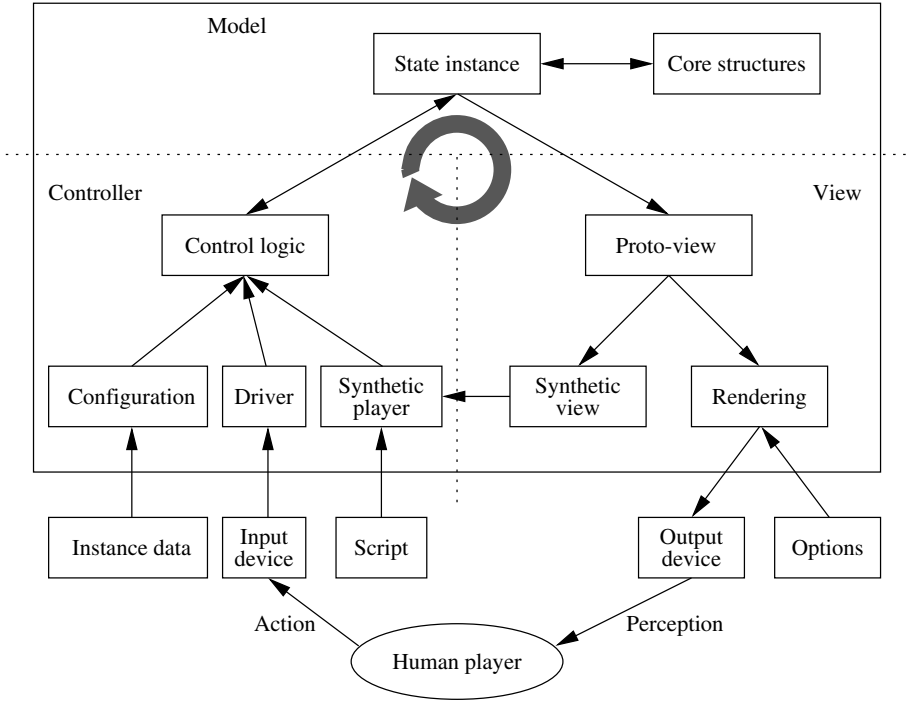 Model
State instance
Core structures
Controller
View
Control logic
Proto-view
Configuration
Driver
Synthetic
player
Synthetic
view
Rendering
Instance data
Input
device
Script
Output
device
Options
Action
Perception
Human player